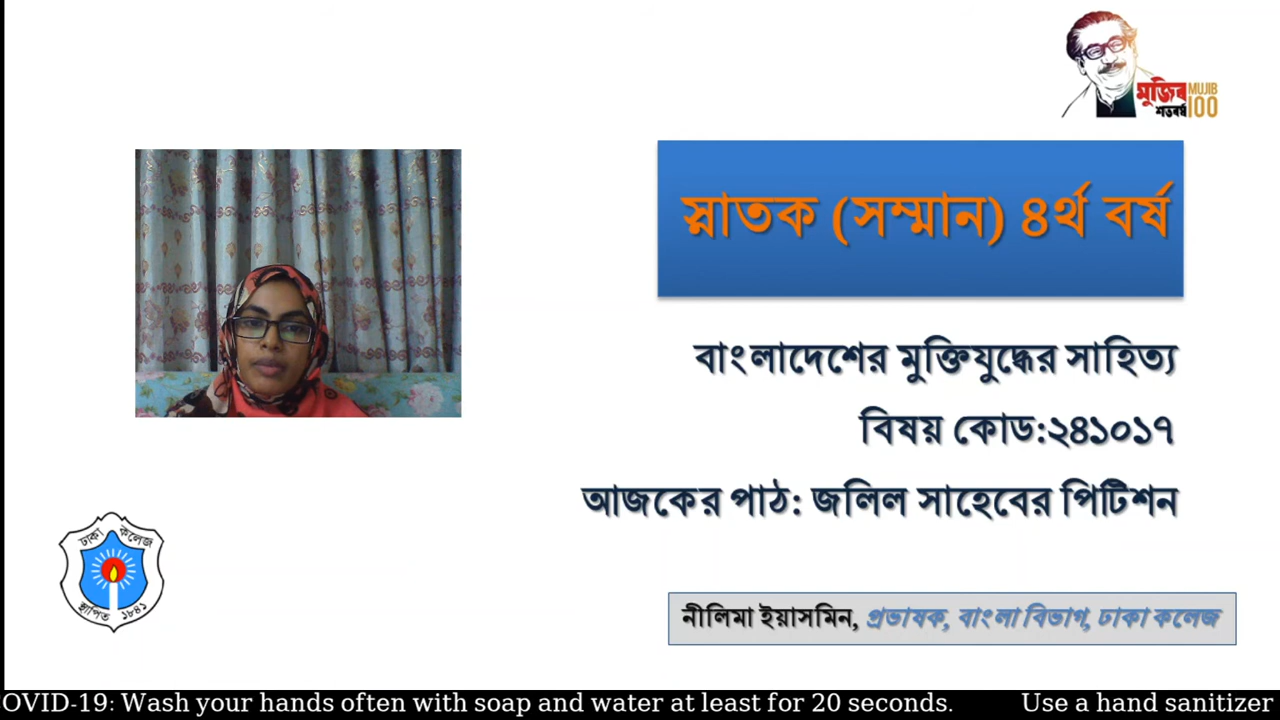 মুজিব MUJIB
শতবর্ষ 100
স্নাতক (সম্মান) ৪র্থ বর্ষ
বাংলাদেশের মুক্তিযুদ্ধের সাহিত্য
বিষয় কোড:২৪১০১৭
আজকের পাঠ: জলিল সাহেবের পিটিশন
ঢাকা কলেজ
স্থাপিত ১৮৪১
নীলিমা ইয়াসমিন, প্রভাষক, বাংলা বিভাগ, ঢাকা কলেজ
OVID-19: Wash your hands often with soap and water at least for 20 seconds. Use a hand sanitizer